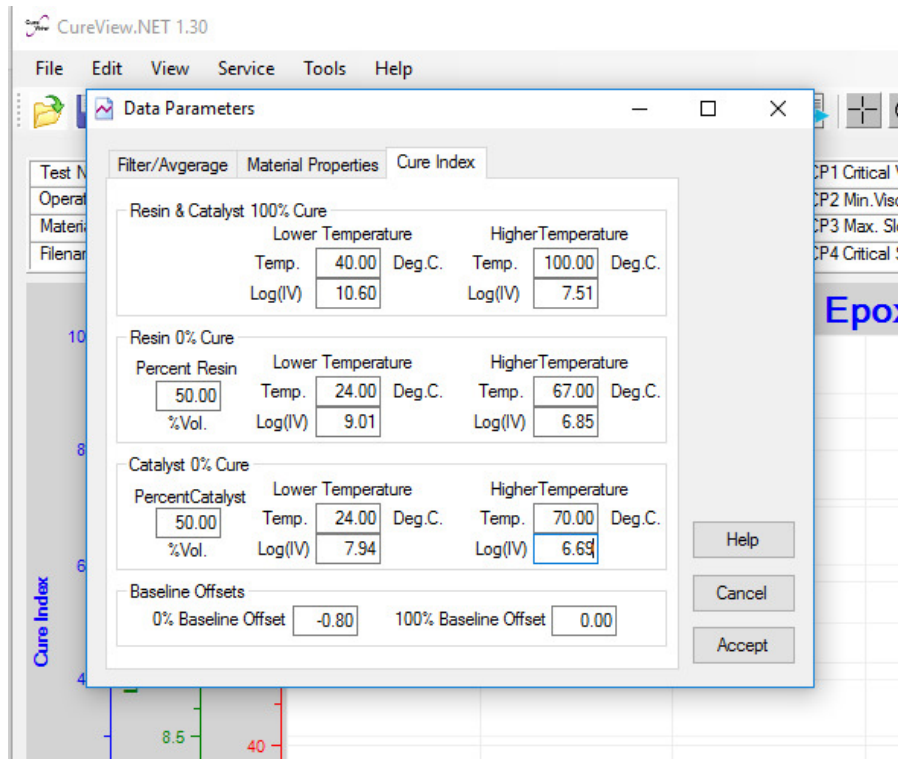 CureView.NET 1.30
File Edit View Service Tools Help
Data Parameters
Filter/Avgerage Material Properties Cure Index
Resin & Catalyst 100% Cure
Lower Temperature HigherTemperature
Temp. 40.00 Deg.C. Temp. 100.00 Deg.C.
Log(IV) 10.60 Log(IV) 7.51
Resin 0% Cure
Percent Resin Lower Temperature HigherTemperature
50.00 Temp. 24.00 Deg.C. Temp. 67.00 Deg.C.
%Vol. Log(IV) 9.01 Log(IV) 6.85
Catalyst 0% Cure
PercentCatalyst Lower Temperature HigherTemperature
50.00 Temp. 24.00 Deg.C. Temp. 70.00 Deg.C.
%Vol. Log(IV) 7.94 Log(IV) 6.69
Baseline Offsets
0% Baseline Offset -0.80 100% Baseline Offset 0.00
Help
Cancel
Accept
Test N
Operat
Materi
Filenar
CP1 Critical V
CP2 Min.Visc
CP3 Max. Slo
CP4 Critical S
Epox
10
8
6
4
Cure Index
8.5
40